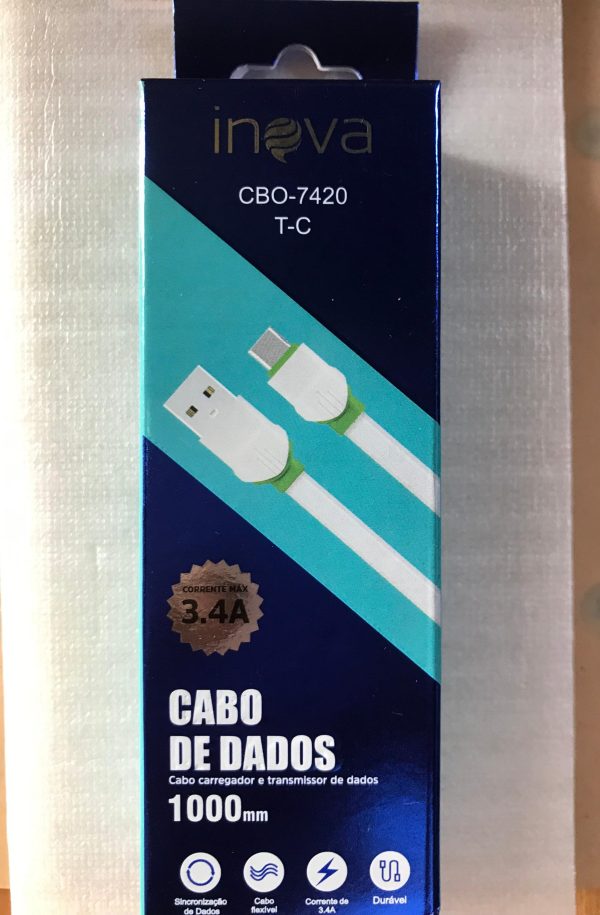 inova
CBO-7420
T-C
CORRENTE MÁX
3.4A
CABO
DE DADOS
Cabo carregador e transmissor de dados
1000mm
Sincronização
de Dados
Cabo
flexível
Corrente de
3.4A
Durável